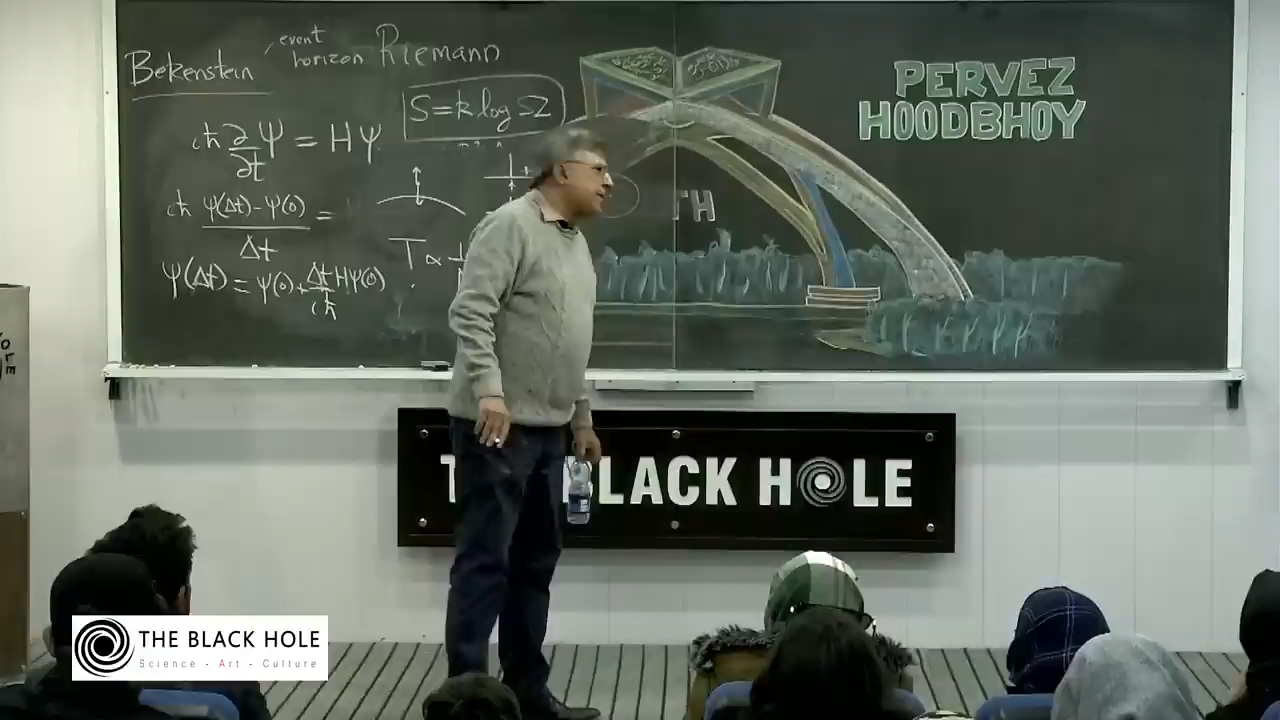 Bekenstein
event
horizon
Riemann
S=k log Ω
iħ ∂/∂t Ψ = HΨ
iħ (Ψ(Δt)-Ψ(0))/Δt =
Ψ(Δt) = Ψ(0)+ Δt/iħ HΨ(0)
T ∝
TH
PERVEZ
HOODBHOY
BLACK HOLE
THE BLACK HOLE
Science - Art - Culture